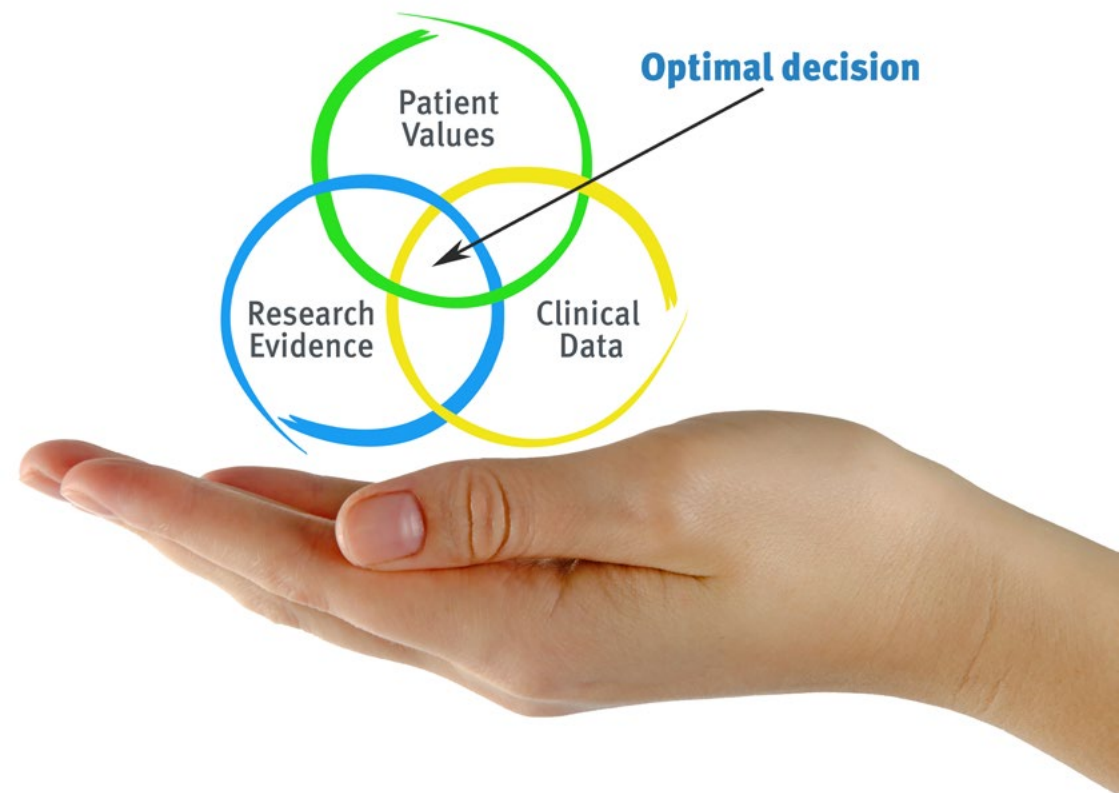 Optimal decision
Patient
Values
Research
Evidence
Clinical
Data